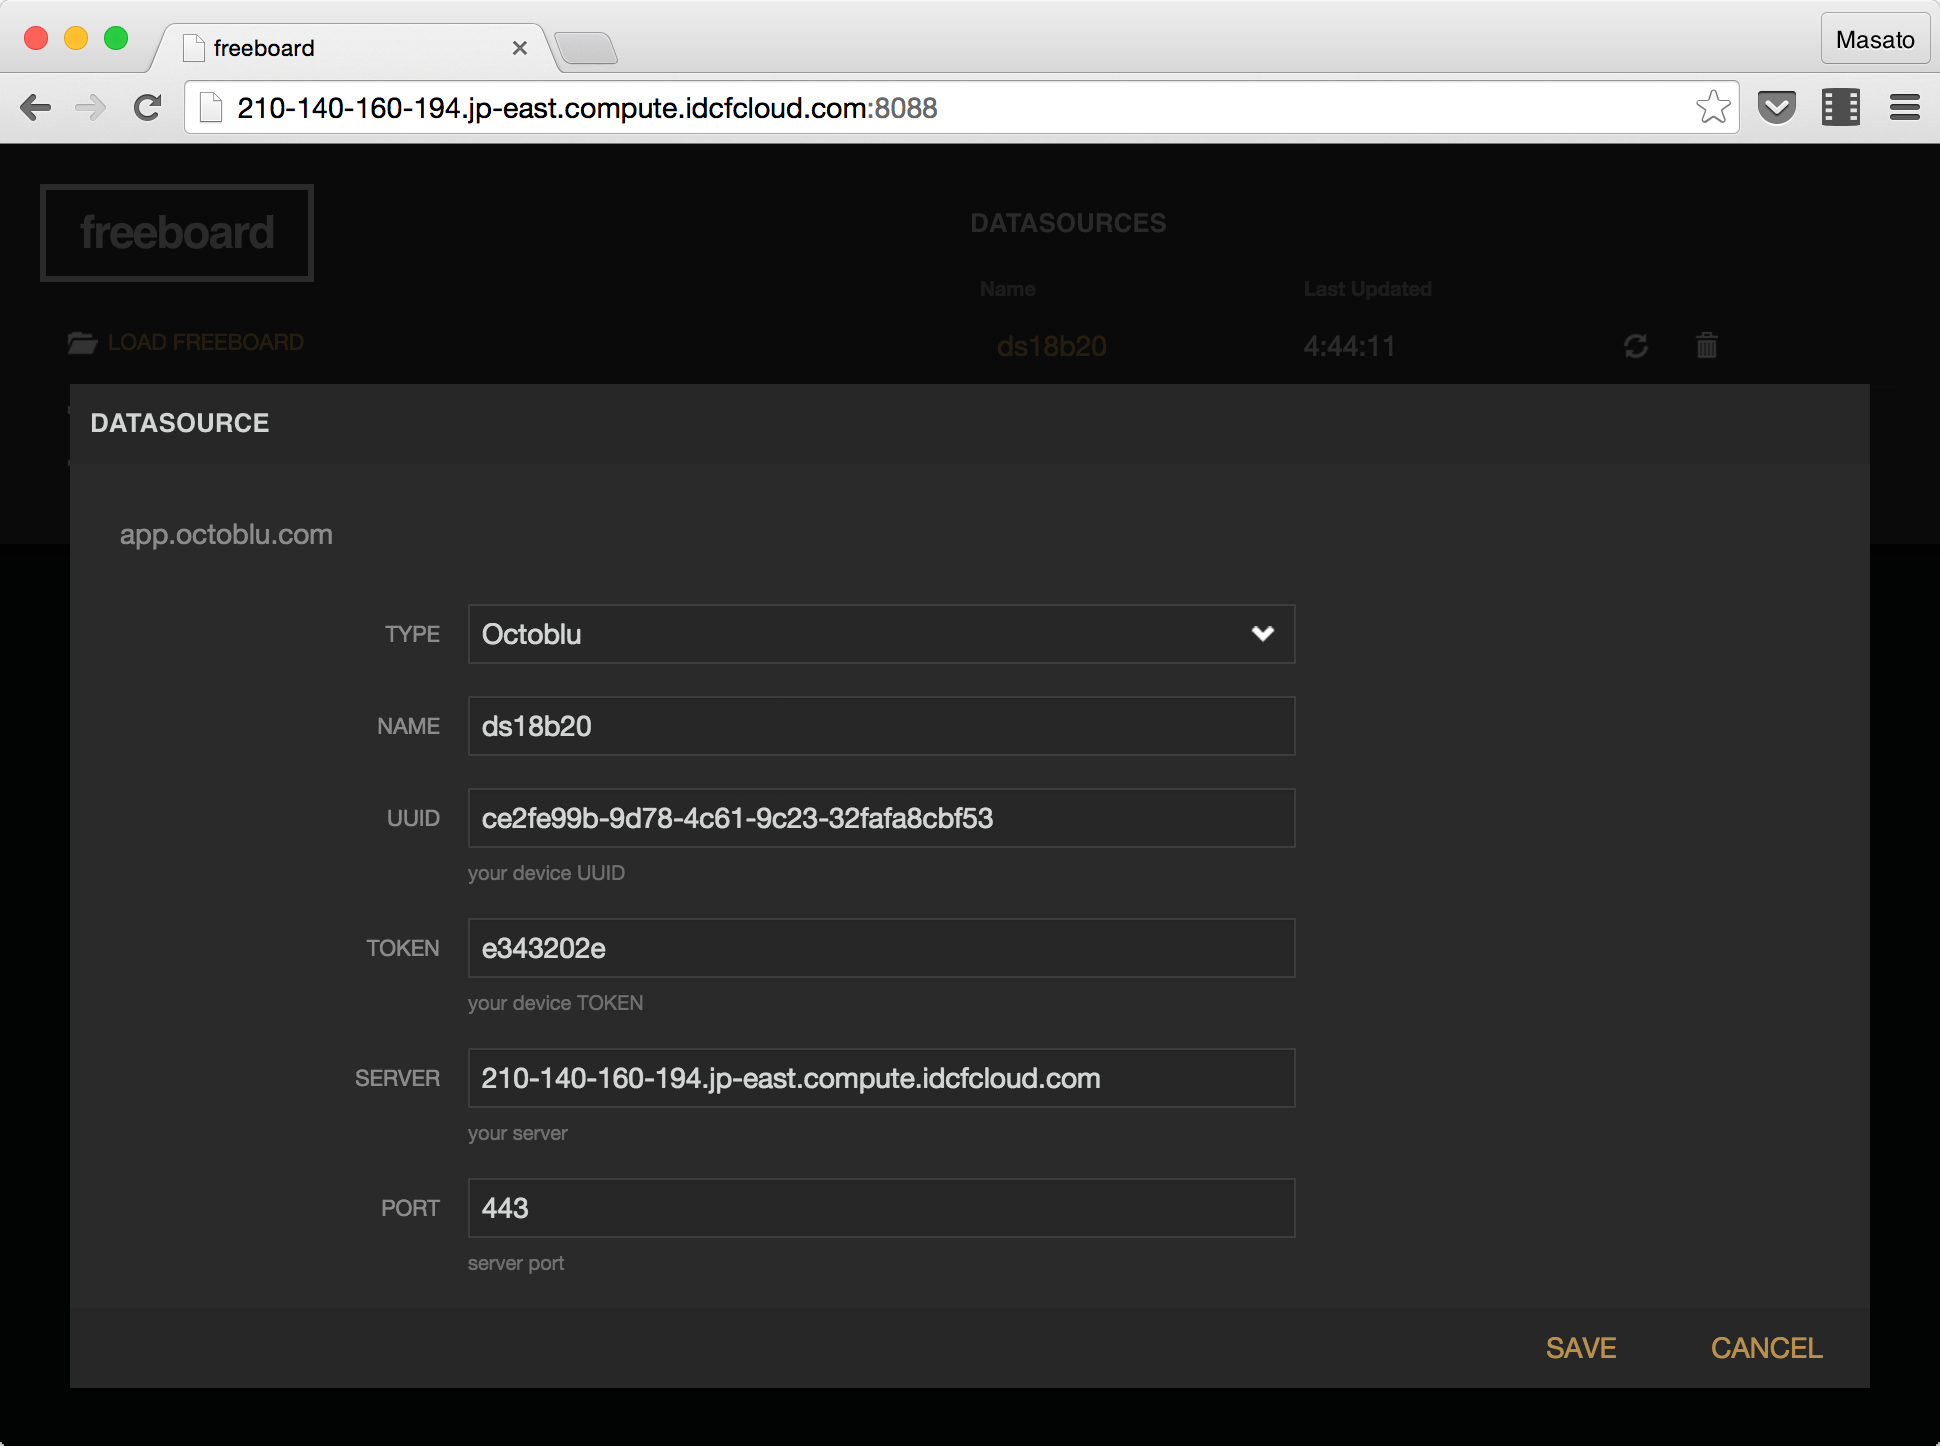 freeboard
Masato
210-140-160-194.jp-east.compute.idcfcloud.com:8088
freeboard
DATASOURCES
Name Last Updated
LOAD FREEBOARD
ds18b20 4:44:11
DATASOURCE
app.octoblu.com
TYPE Octoblu
NAME ds18b20
UUID ce2fe99b-9d78-4c61-9c23-32fafa8cbf53
your device UUID
TOKEN e343202e
your device TOKEN
SERVER 210-140-160-194.jp-east.compute.idcfcloud.com
your server
PORT 443
server port
SAVE CANCEL